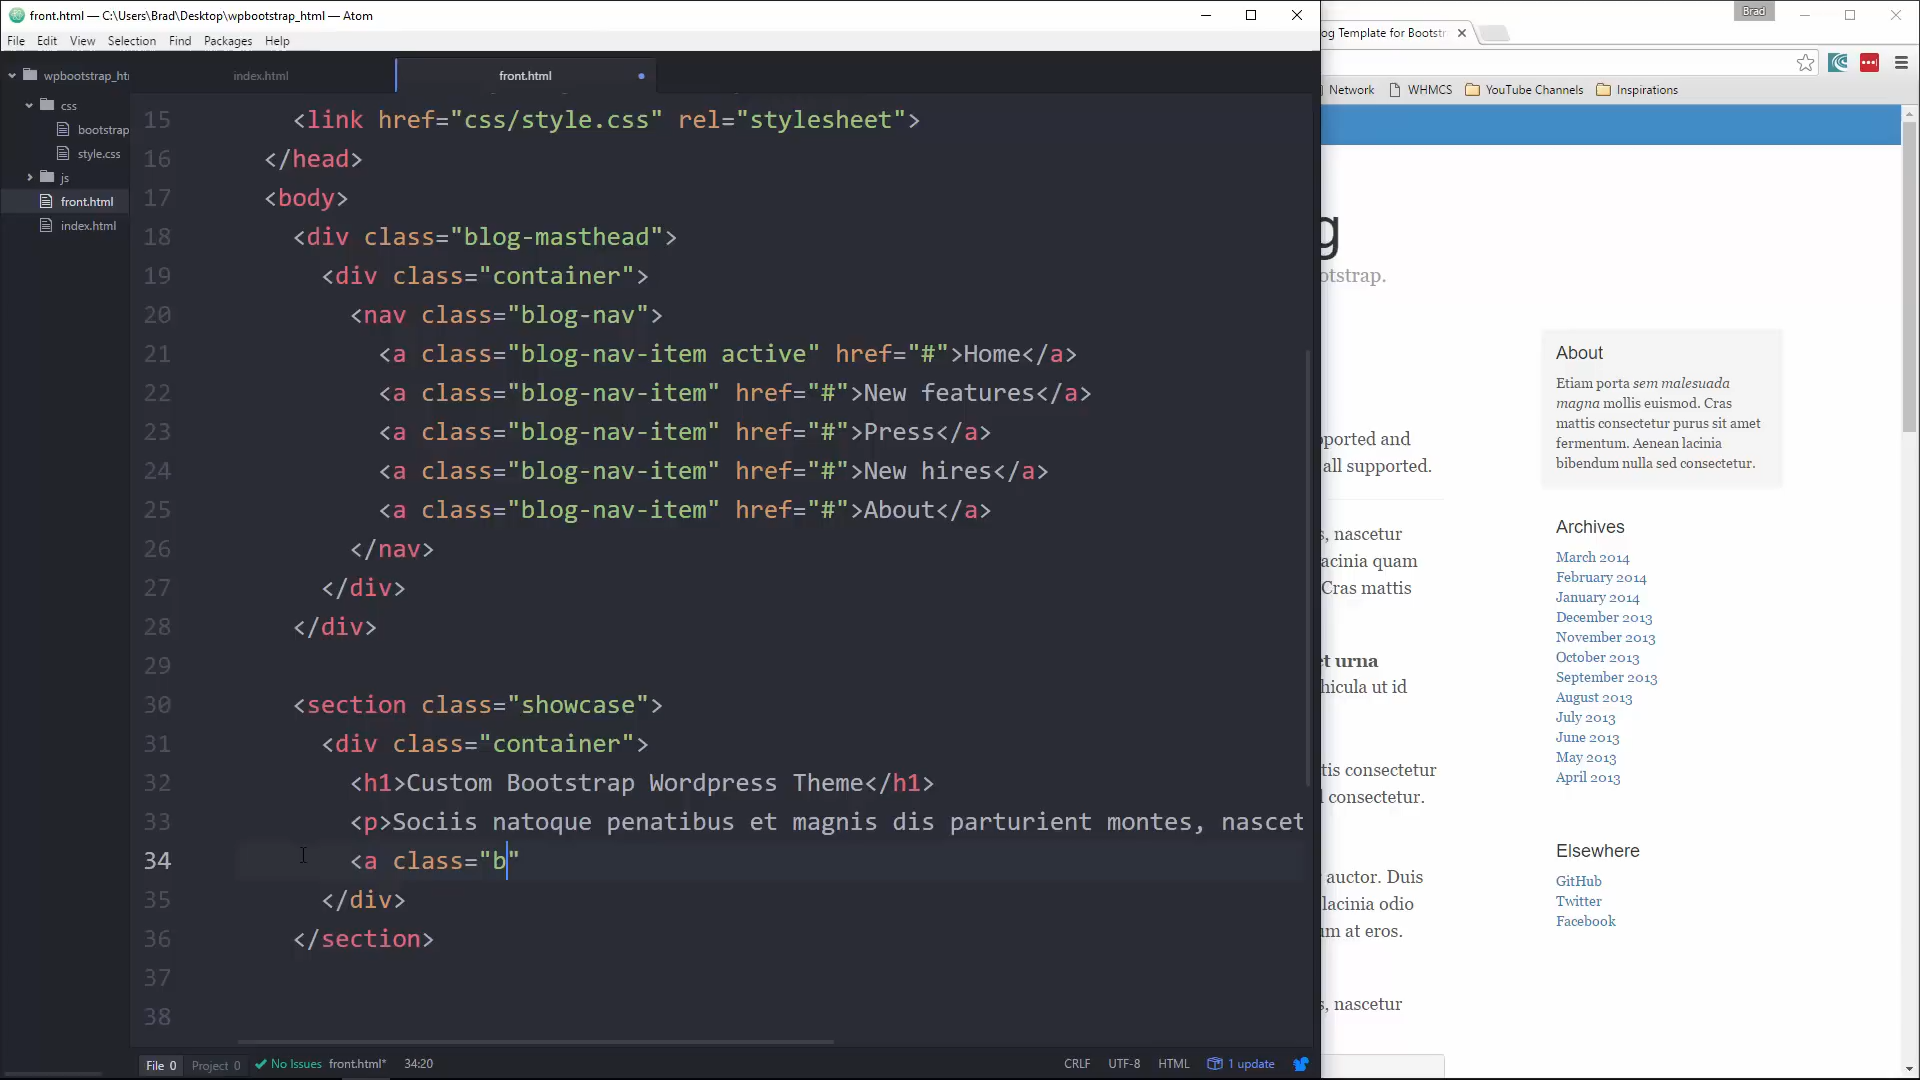 front.html — C:\Users\Brad\Desktop\wpbootstrap_html — Atom
File Edit View Selection Find Packages Help
wpbootstrap_ht
css
bootstrap
style.css
js
front.html
index.html
index.html
front.html
15 <link href="css/style.css" rel="stylesheet">
16 </head>
17 <body>
18 <div class="blog-masthead">
19 <div class="container">
20 <nav class="blog-nav">
21 <a class="blog-nav-item active" href="#">Home</a>
22 <a class="blog-nav-item" href="#">New features</a>
23 <a class="blog-nav-item" href="#">Press</a>
24 <a class="blog-nav-item" href="#">New hires</a>
25 <a class="blog-nav-item" href="#">About</a>
26 </nav>
27 </div>
28 </div>
29
30 <section class="showcase">
31 <div class="container">
32 <h1>Custom Bootstrap Wordpress Theme</h1>
33 <p>Sociis natoque penatibus et magnis dis parturient montes, nascet
34 <a class="b"
35 </div>
36 </section>
37
38
File 0 Project 0 No Issues front.html* 34:20 CRLF UTF-8 HTML 1 update
Brad
og Template for Bootstr
Network WHMCS YouTube Channels Inspirations
g
otstrap.
pported and
all supported.
s, nascetur
acinia quam
Cras mattis
et urna
hicula ut id
tis consectetur
d consectetur.
auctor. Duis
lacinia odio
um at eros.
s, nascetur
About
Etiam porta sem malesuada
magna mollis euismod. Cras
mattis consectetur purus sit amet
fermentum. Aenean lacinia
bibendum nulla sed consectetur.
Archives
March 2014
February 2014
January 2014
December 2013
November 2013
October 2013
September 2013
August 2013
July 2013
June 2013
May 2013
April 2013
Elsewhere
GitHub
Twitter
Facebook